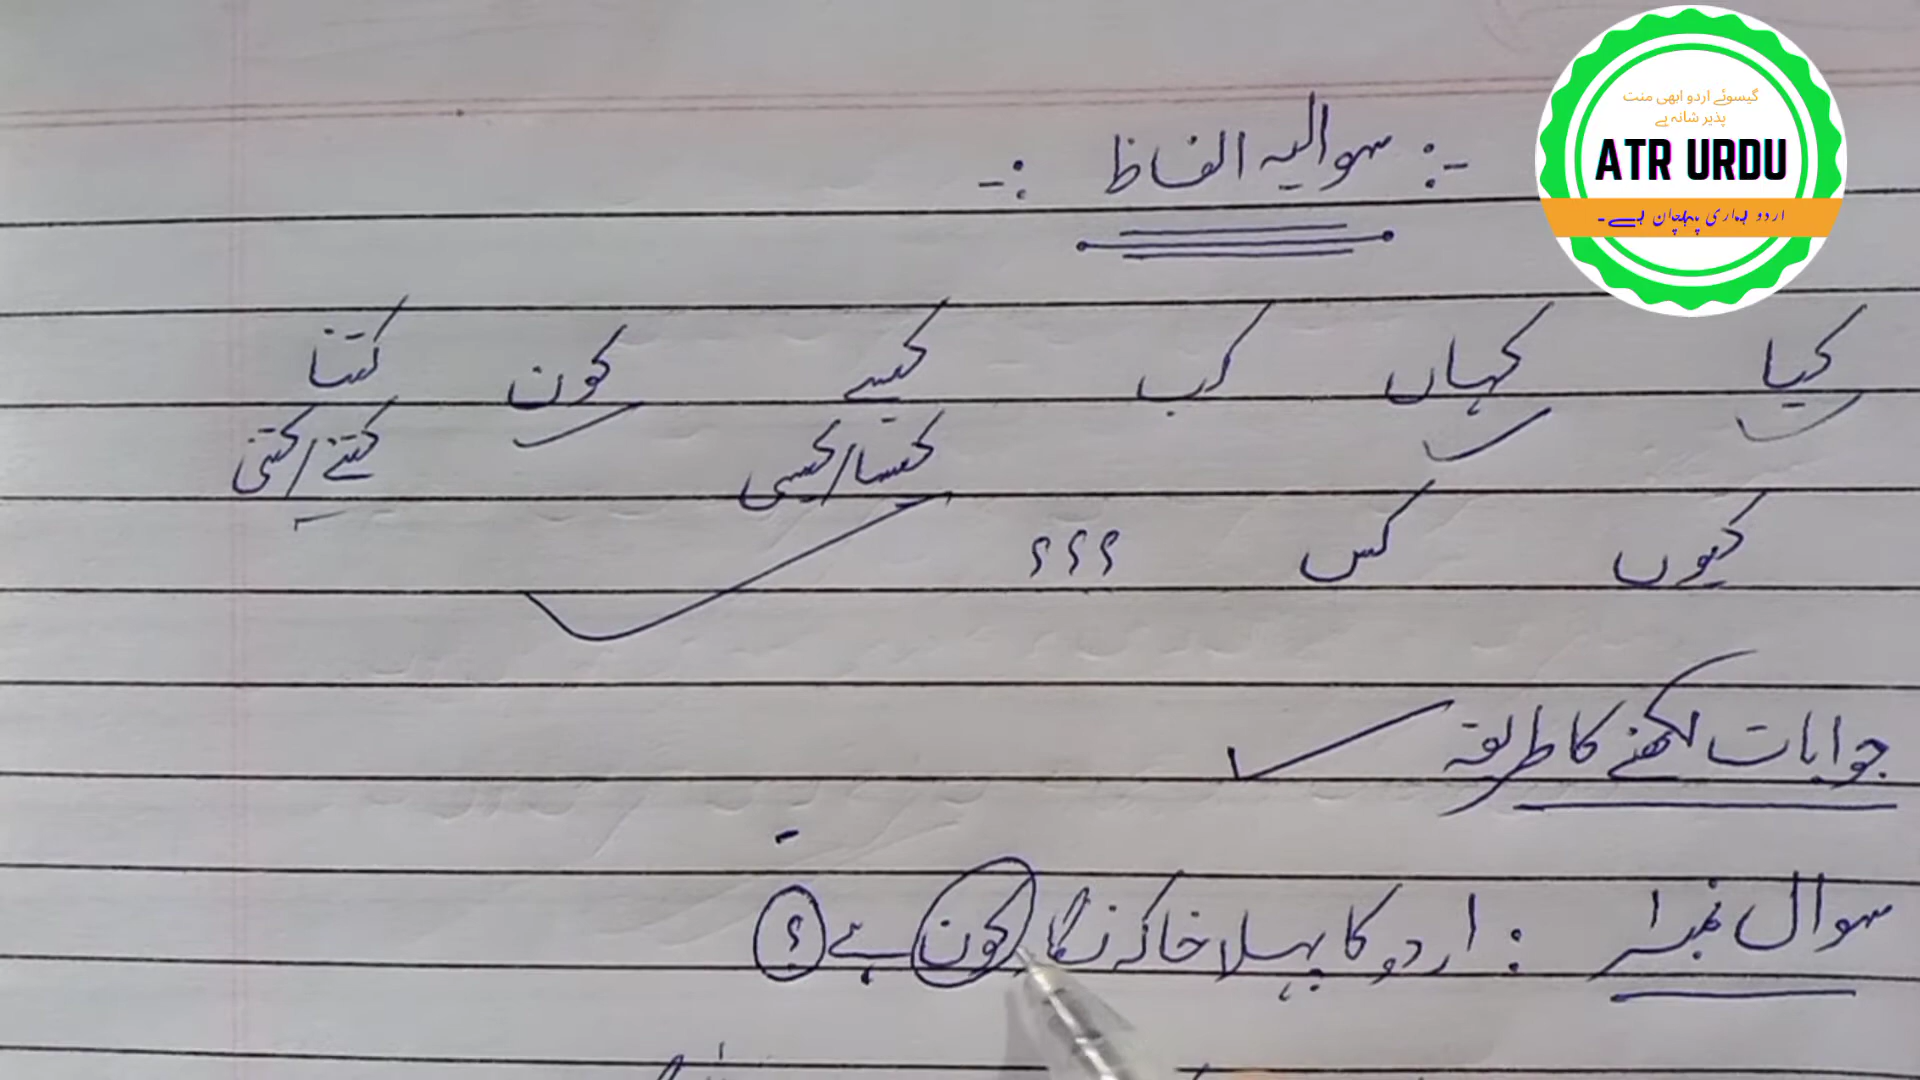 گیسوئے اردو ابھی منت
پذیر شانہ ہے
ATR URDU
اردو ہماری پہچان ہے۔
-: سوالیہ الفاظ :-
کیا کہاں کب کیسے کون کتنا
کیسا/کیسی کتنے/کتنی
کیوں کس ؟؟؟
جوابات لکھنے کا طریقہ
سوال نمبر ۱ : اردو کا پہلا خاکہ نگار کون ہے ؟